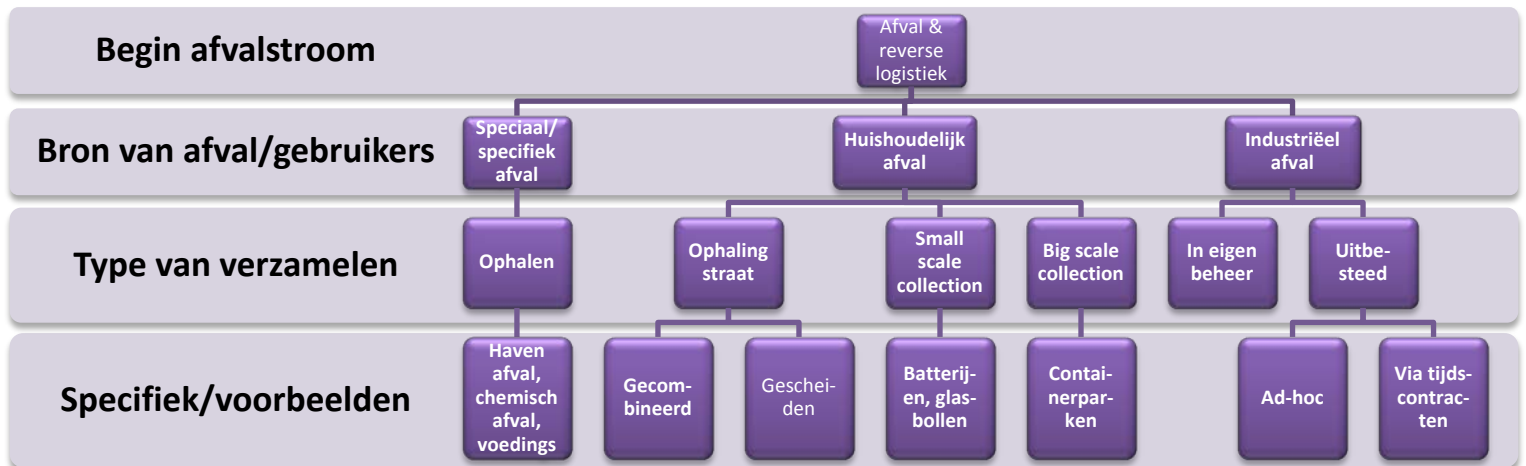 Begin afvalstroom
Afval &
reverse
logistiek
Bron van afval/gebruikers
Speciaal/
specifiek
afval
Huishoudelijk
afval
Industriëel
afval
Type van verzamelen
Ophalen
Ophaling
straat
Small
scale
collection
Big scale
collection
In eigen
beheer
Uitbe-
steed
Specifiek/voorbeelden
Haven
afval,
chemisch
afval,
voedings
Gecom-
bineerd
Geschei-
den
Batterij-
en, glas-
bollen
Contai-
nerpar-
ken
Ad-hoc
Via tijds-
contrac-
ten